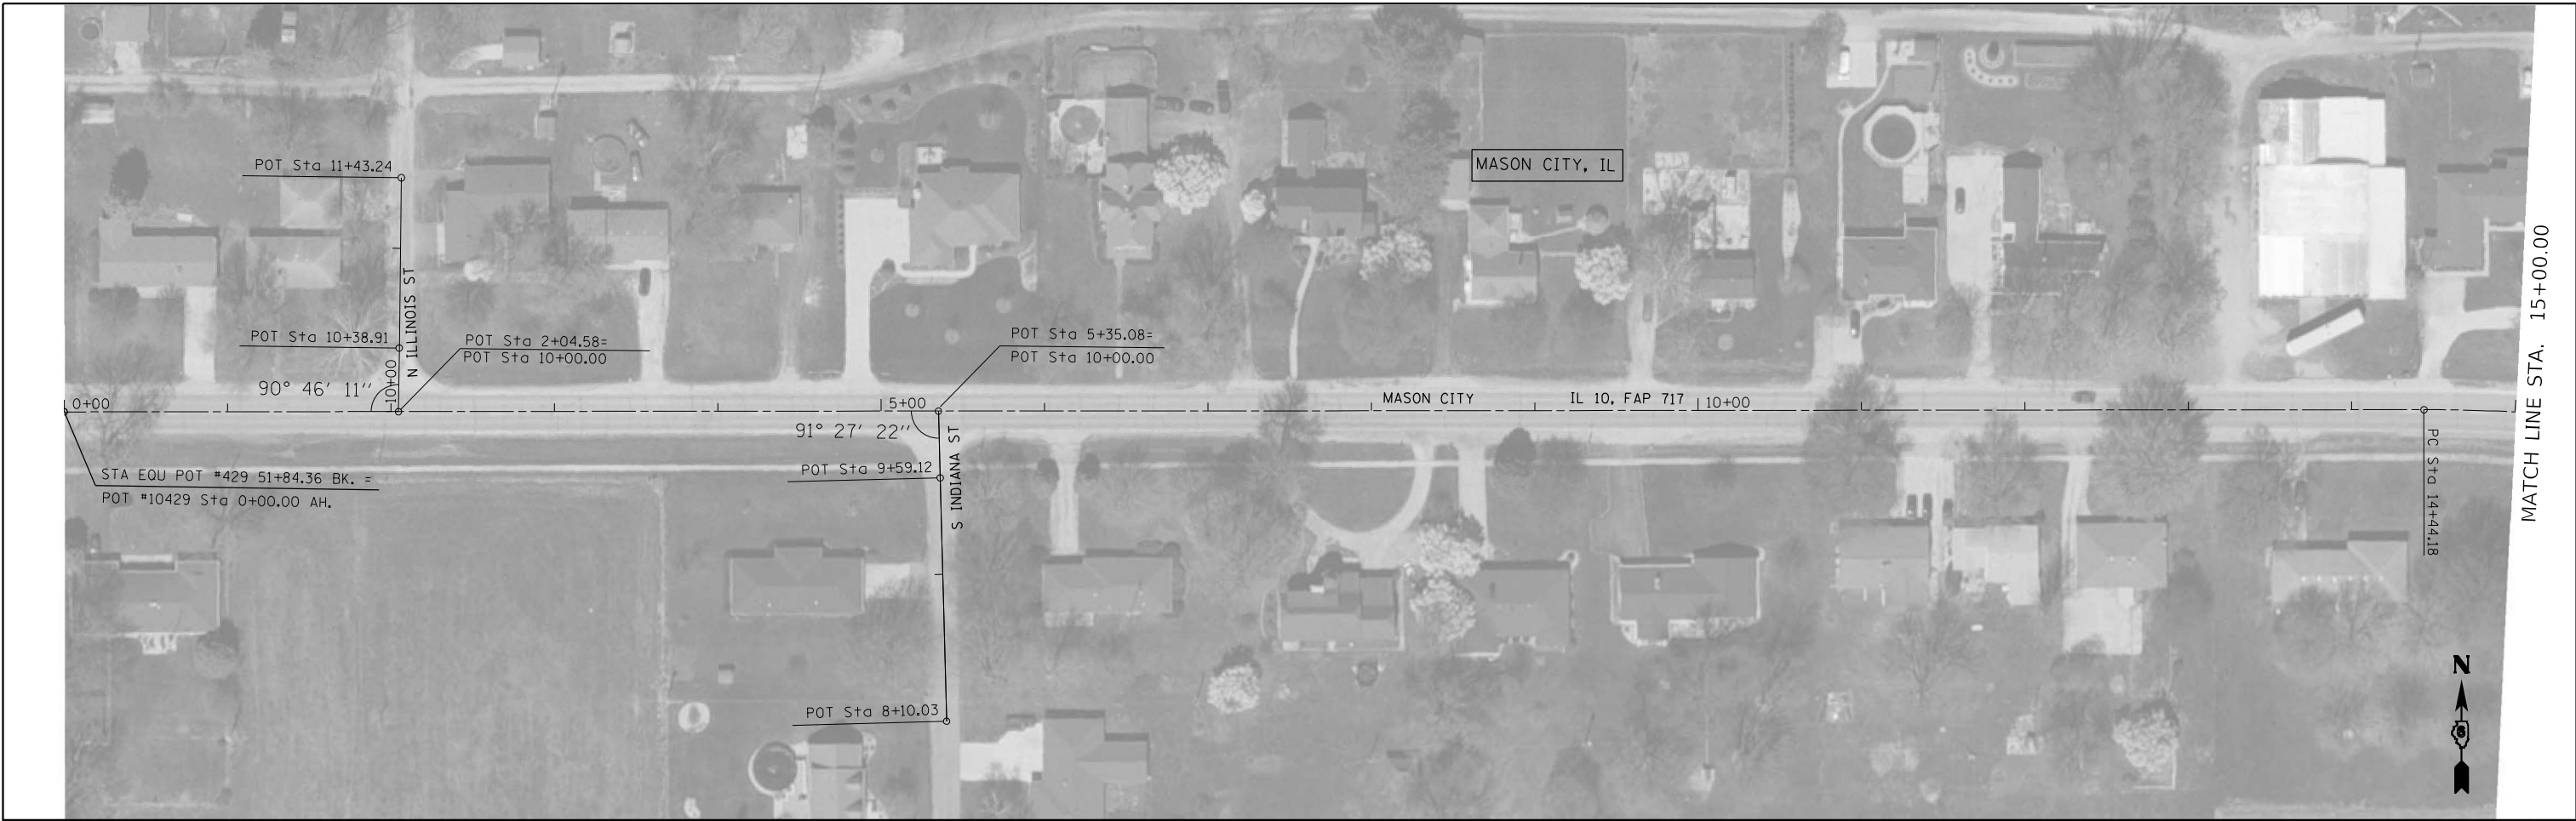 MASON CITY, IL
POT Sta 11+43.24
N ILLINOIS ST
POT Sta 10+38.91
10+00
POT Sta 2+04.58=
POT Sta 10+00.00
90° 46' 11''
POT Sta 5+35.08=
POT Sta 10+00.00
0+00
5+00
MASON CITY
IL 10, FAP 717
10+00
91° 27' 22''
POT Sta 9+59.12
S INDIANA ST
STA EQU POT #429 51+84.36 BK. =
POT #10429 Sta 0+00.00 AH.
POT Sta 8+10.03
PC Sta 14+44.18
MATCH LINE STA. 15+00.00
N
6